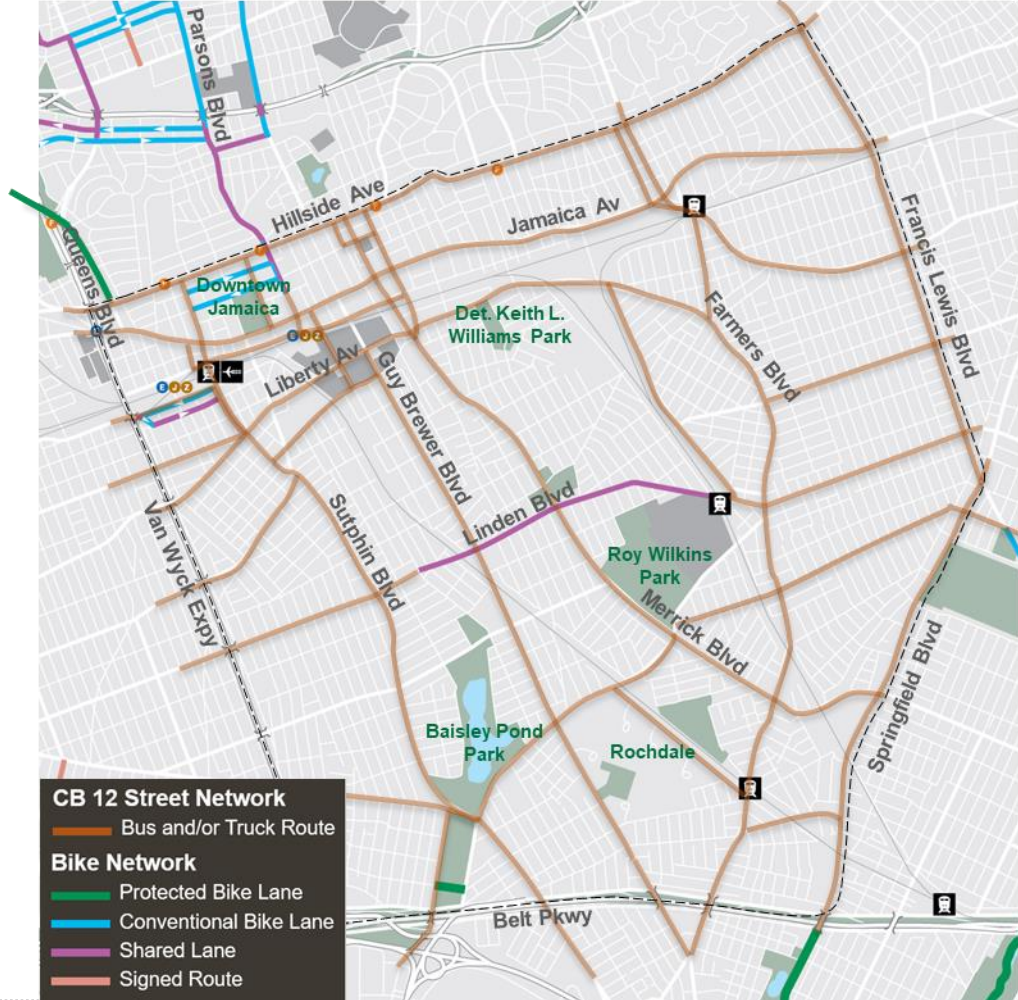 Parsons Blvd
Hillside Ave
Jamaica Av
Queens Blvd
Downtown
Jamaica
Francis Lewis Blvd
Det. Keith L.
Williams Park
Farmers Blvd
F
F
F
F
F
E
E J Z
Liberty Av
E J Z
Guy Brewer Blvd
Van Wyck Expy
Sutphin Blvd
Linden Blvd
Roy Wilkins
Park
Merrick Blvd
Springfield Blvd
Baisley Pond
Park
Rochdale
Belt Pkwy
CB 12 Street Network
Bus and/or Truck Route
Bike Network
Protected Bike Lane
Conventional Bike Lane
Shared Lane
Signed Route